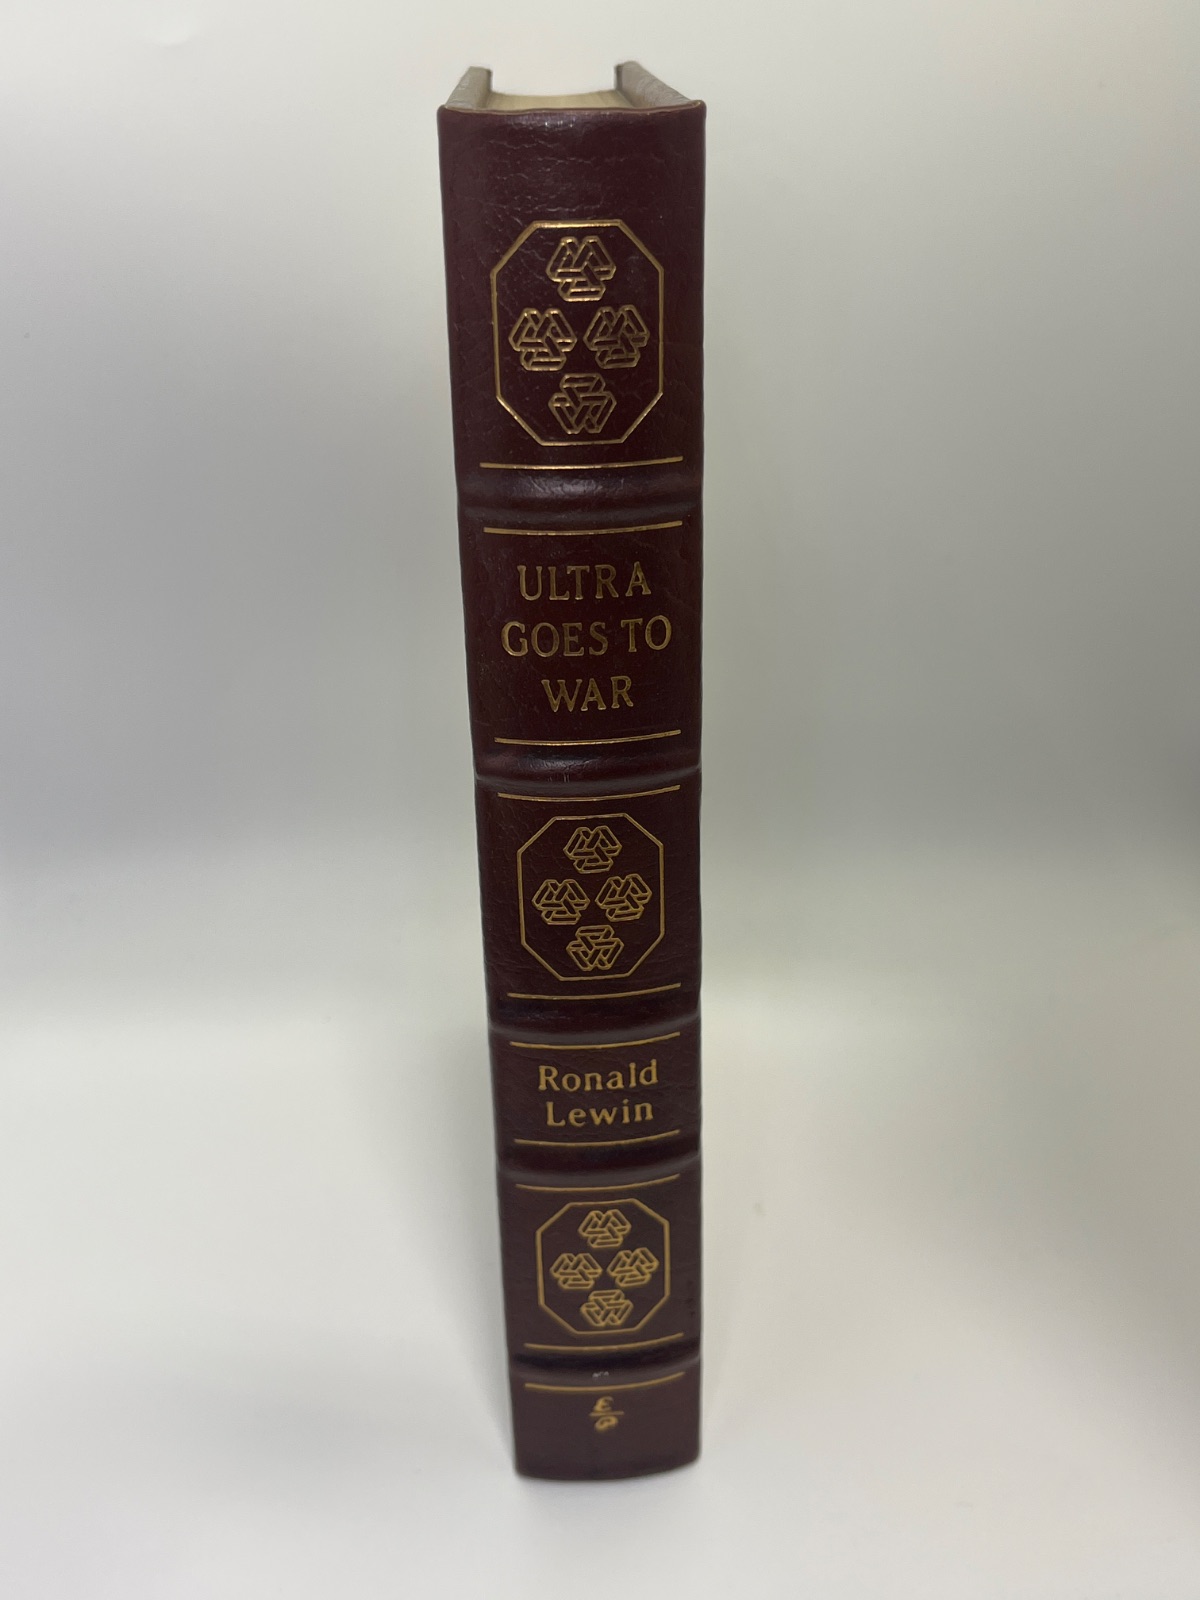 ULTRA
GOES TO
WAR
Ronald
Lewin